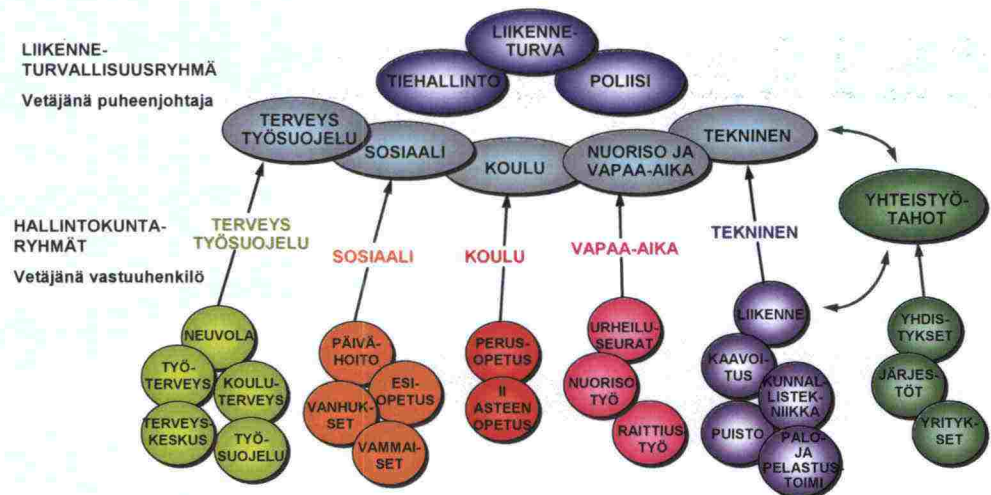 LIIKENNE-
TURVALLISUUSRYHMÄ
Vetäjänä puheenjohtaja
LIIKENNE-
TURVA
TIEHALLINTO
POLIISI
TERVEYS
TYÖSUOJELU
SOSIAALI
KOULU
NUORISO JA
VAPAA-AIKA
TEKNINEN
YHTEISTYÖ-
TAHOT
HALLINTOKUNTA-
RYHMÄT
Vetäjänä vastuuhenkilö
TERVEYS
TYÖSUOJELU
SOSIAALI
KOULU
VAPAA-AIKA
TEKNINEN
NEUVOLA
TYÖ-
TERVEYS
KOULU-
TERVEYS
TERVEYS-
KESKUS
TYÖ-
SUOJELU
PÄIVÄ-
HOITO
ESI-
OPETUS
VANHUK-
SET
VAMMAI-
SET
PERUS-
OPETUS
II
ASTEEN
OPETUS
URHEILU-
SEURAT
NUORISO
TYÖ
RAITTIUS
TYÖ
LIIKENNE
KAAVOI-
TUS
KUNNAL-
LISTEK-
NIIKKA
PUISTO
PALO-
JA
PELASTUS-
TOIMI
YHDIS-
TYKSET
JÄRJES-
TÖT
YRITYK-
SET